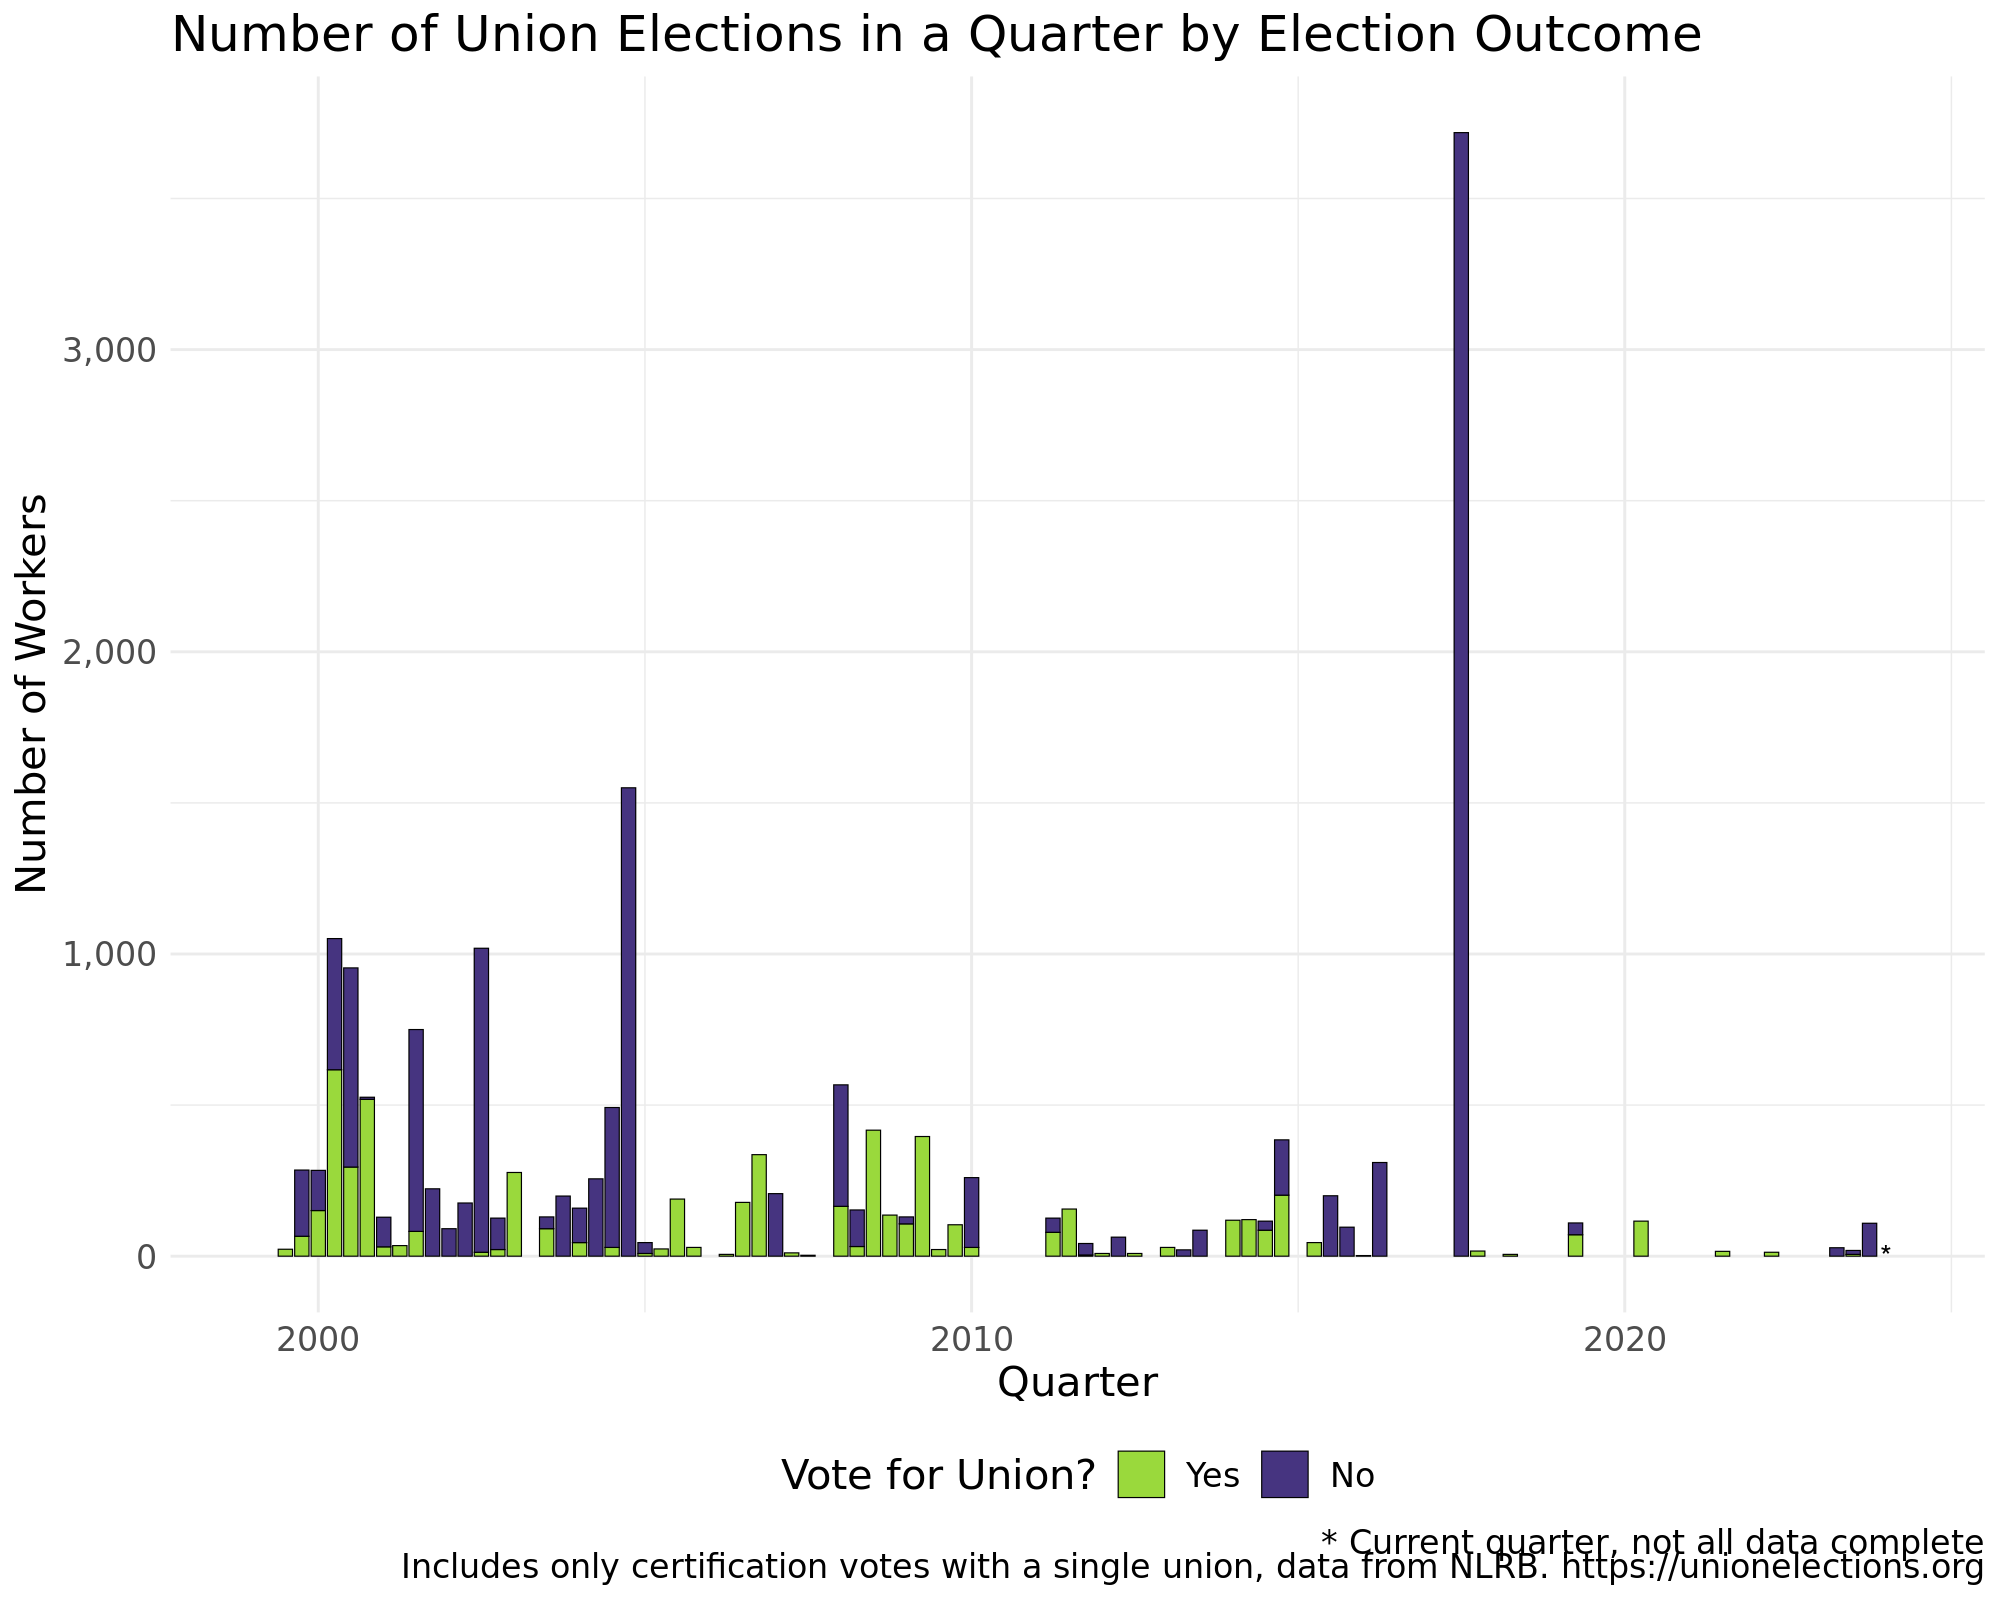 Number of Union Elections in a Quarter by Election Outcome
Number of Workers
3,000
2,000
1,000
0
*
2000 2010 2020
Quarter
Vote for Union? Yes No
* Current quarter, not all data complete
Includes only certification votes with a single union, data from NLRB. https://unionelections.org